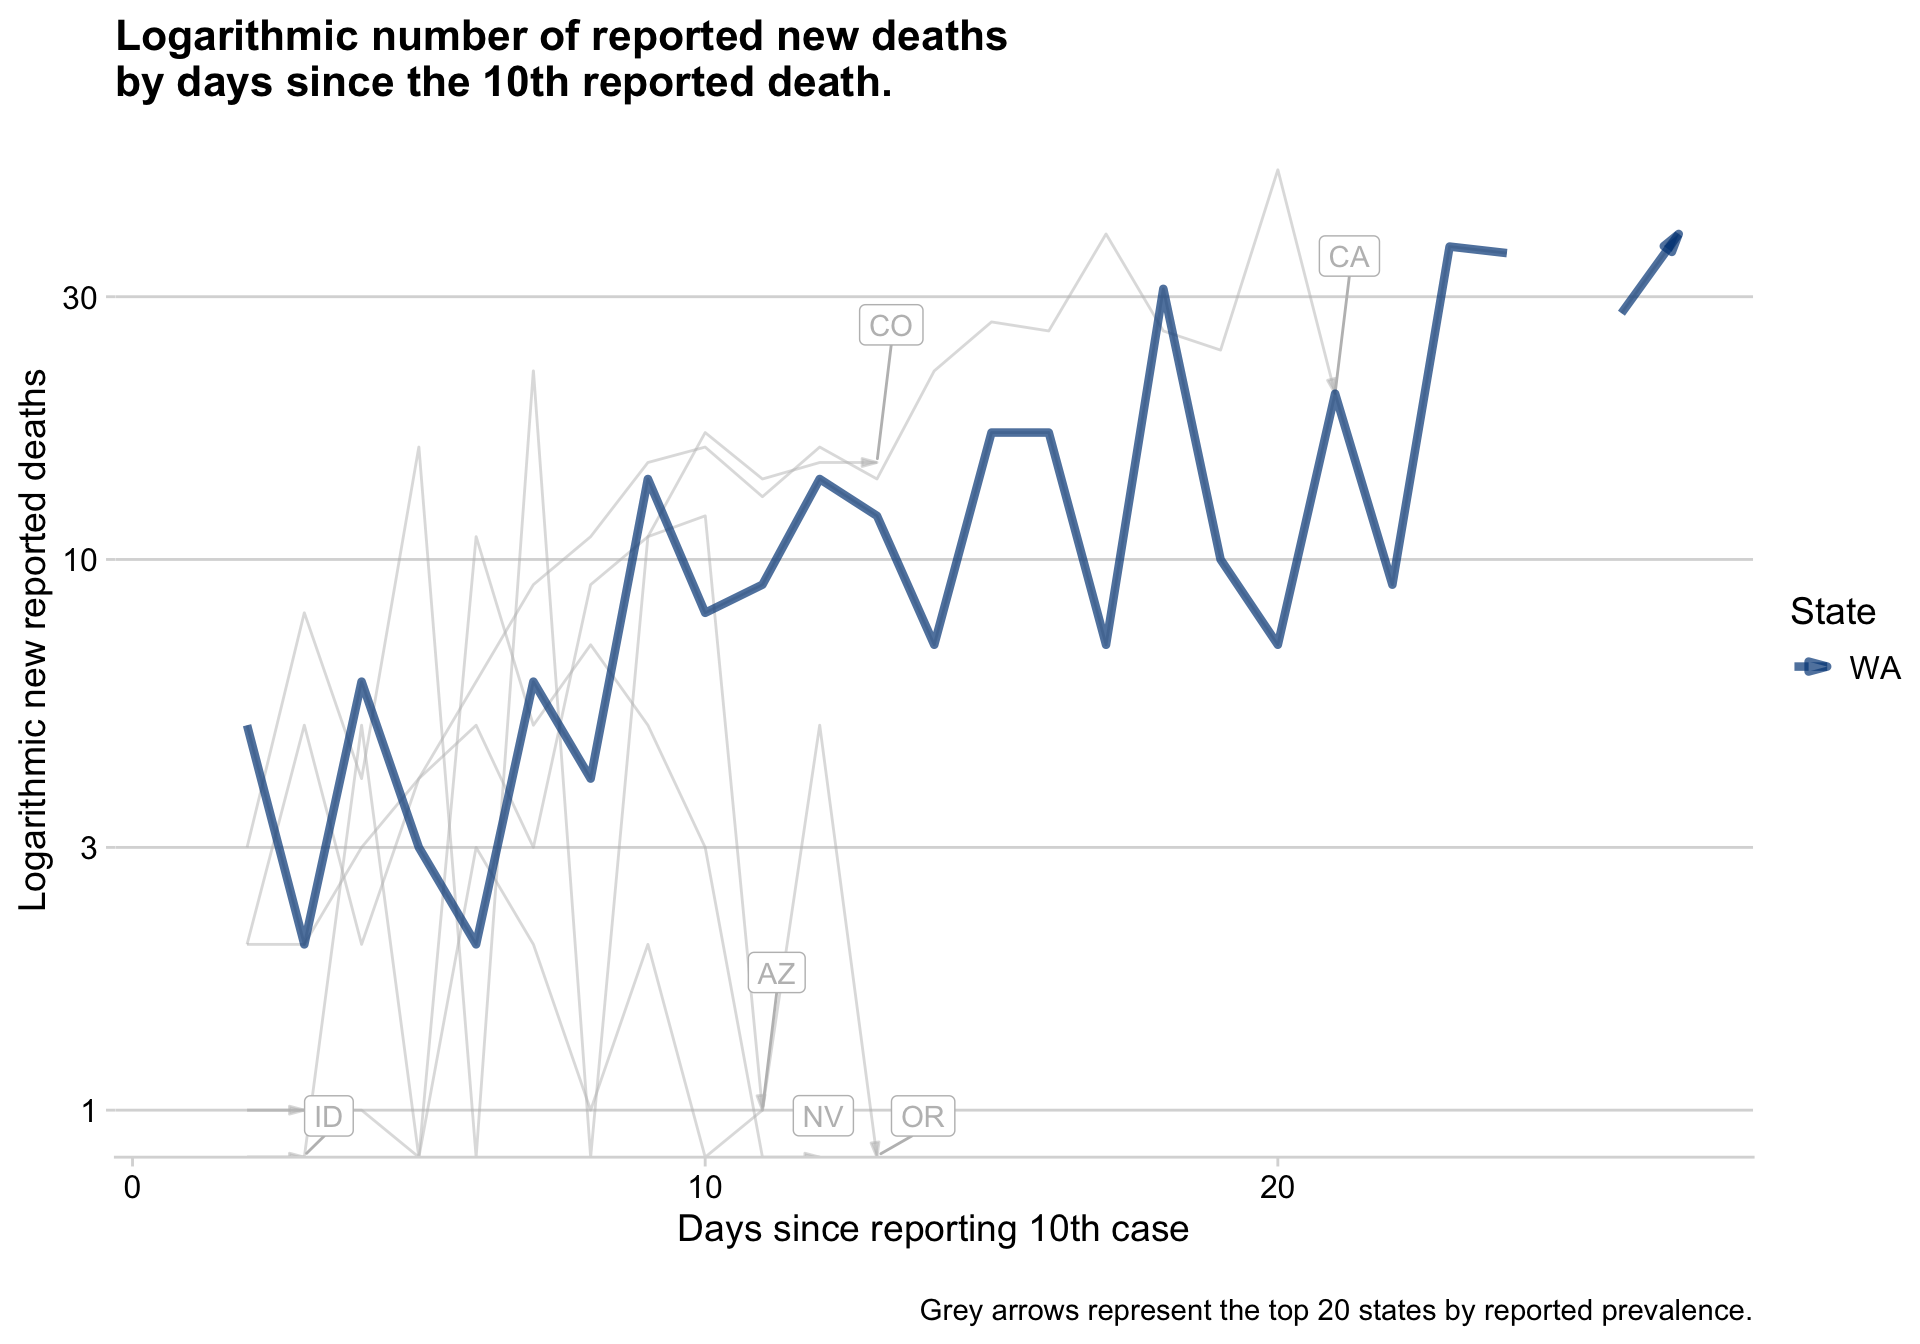 Logarithmic number of reported new deaths
by days since the 10th reported death.
Logarithmic new reported deaths
30
10
3
1
CO
CA
AZ
ID
NV
OR
0
10
20
Days since reporting 10th case
State
WA
Grey arrows represent the top 20 states by reported prevalence.